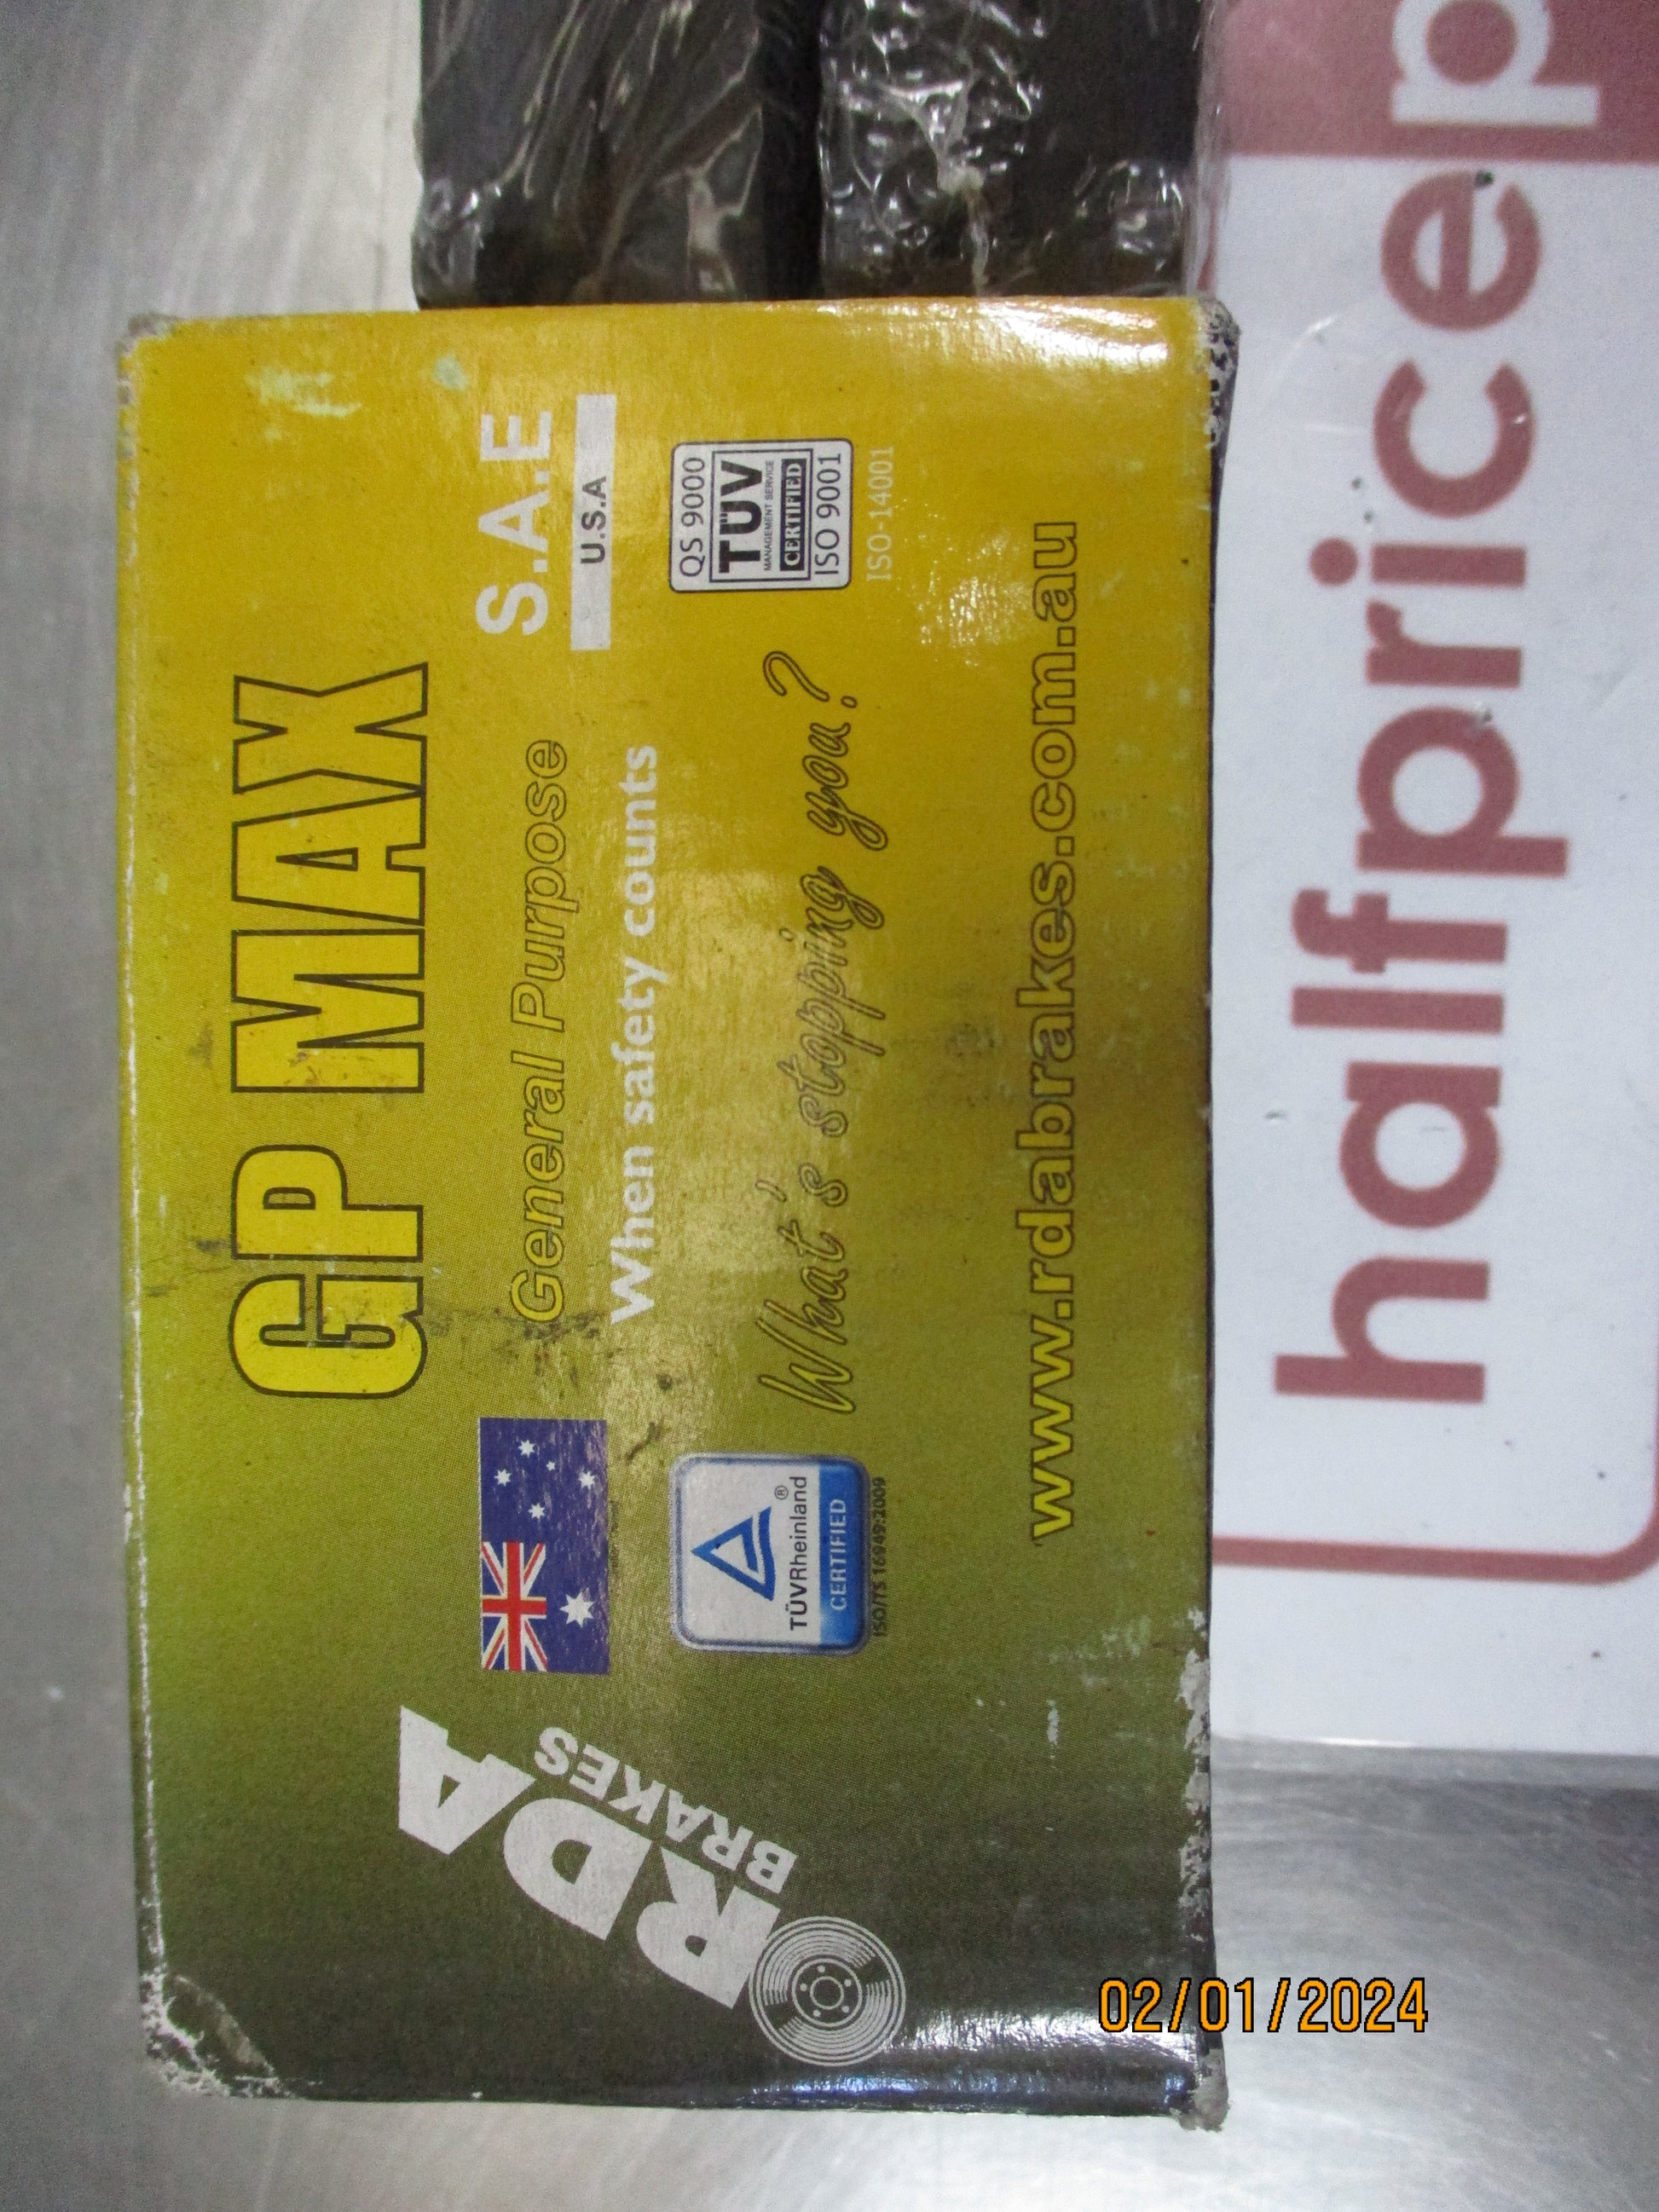 GP MAX
General Purpose
When safety counts
What's stopping you?
www.rdabrakes.com.au
S.A.E
U.S.A
QS 9000
TÜV
MANAGEMENT SERVICE
CERTIFIED
ISO 9001
ISO-14001
TÜVRheinland®
CERTIFIED
ISO/TS 16949:2009
RDA
BRAKES
halfpricep
02/01/2024